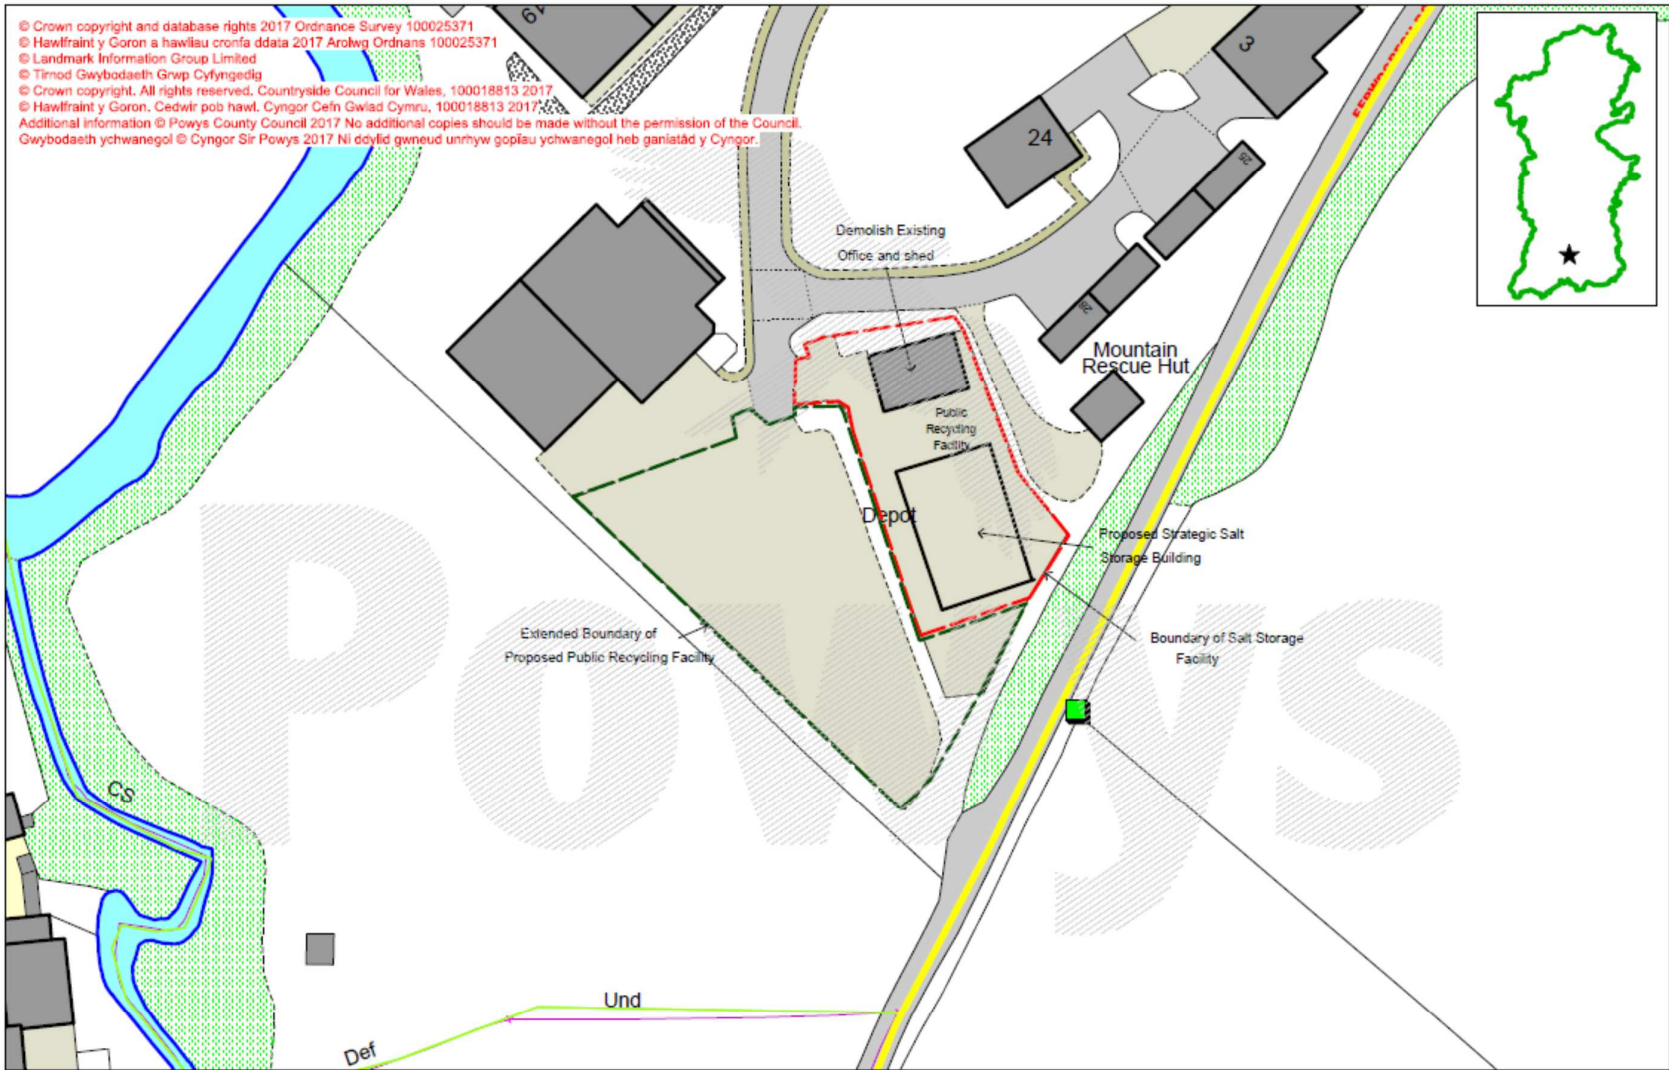 © Crown copyright and database rights 2017 Ordnance Survey 100025371
© Hawlfraint y Goron a hawliau cronfa ddata 2017 Arolwg Ordnans 100025371
© Landmark Information Group Limited
© Tirnod Gwybodaeth Grwp Cyfyngedig
© Crown copyright. All rights reserved. Countryside Council for Wales, 100018813 2017
© Hawlfraint y Goron. Cedwir pob hawl. Cyngor Cefn Gwlad Cymru, 100018813 2017
Additional information © Powys County Council 2017 No additional copies should be made without the permission of the Council.
Gwybodaeth ychwanegol © Cyngor Sir Powys 2017 Ni ddylid gwneud unrhyw gopïau ychwanegol heb ganiatâd y Cyngor.
19
3
24
25
28
Demolish Existing
Office and shed
Mountain
Rescue Hut
Public
Recycling
Facility
Depot
Proposed Strategic Salt
Storage Building
Extended Boundary of
Proposed Public Recycling Facility
Boundary of Salt Storage
Facility
Powys
CS
Und
Def